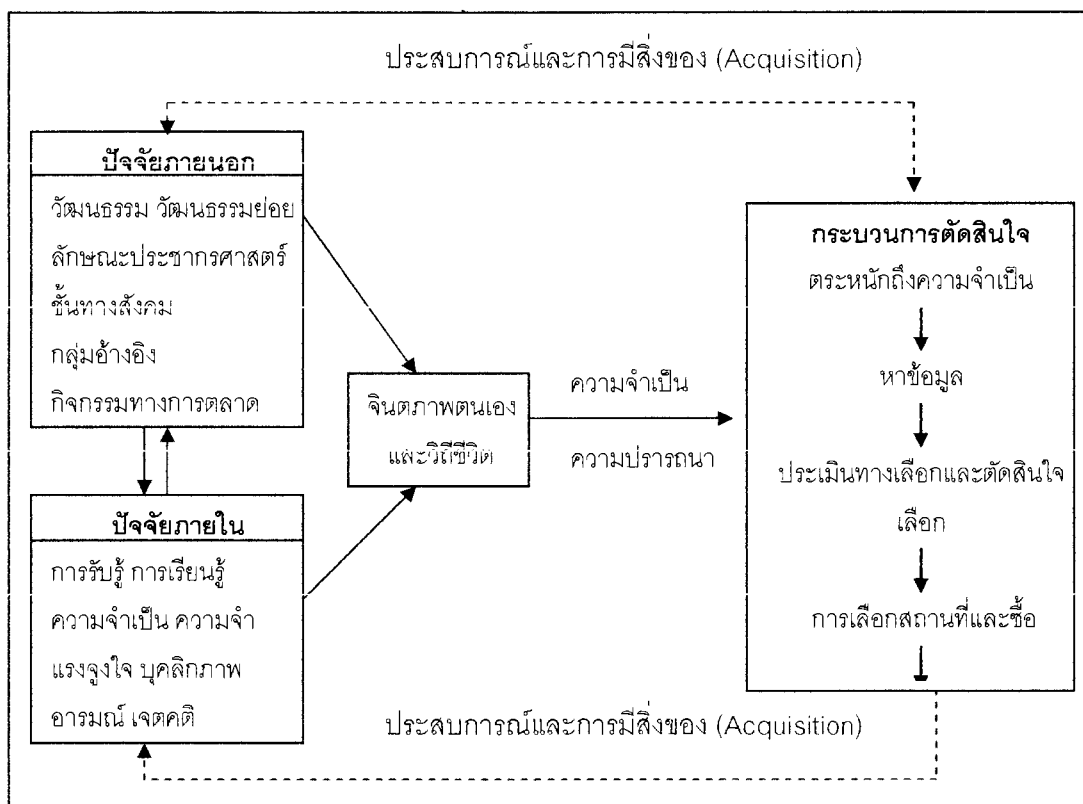 ประสบการณ์และการมีสิ่งของ (Acquisition)
ปัจจัยภายนอก
วัฒนธรรม วัฒนธรรมย่อย
ลักษณะประชากรศาสตร์
ชั้นทางสังคม
กลุ่มอ้างอิง
กิจกรรมทางการตลาด
ปัจจัยภายใน
การรับรู้ การเรียนรู้
ความจำเป็น ความจำ
แรงจูงใจ บุคลิกภาพ
อารมณ์ เจตคติ
จินตภาพตนเอง
และวิถีชีวิต
ความจำเป็น
ความปรารถนา
กระบวนการตัดสินใจ
ตระหนักถึงความจำเป็น
หาข้อมูล
ประเมินทางเลือกและตัดสินใจ
เลือก
การเลือกสถานที่และซื้อ
ประสบการณ์และการมีสิ่งของ (Acquisition)